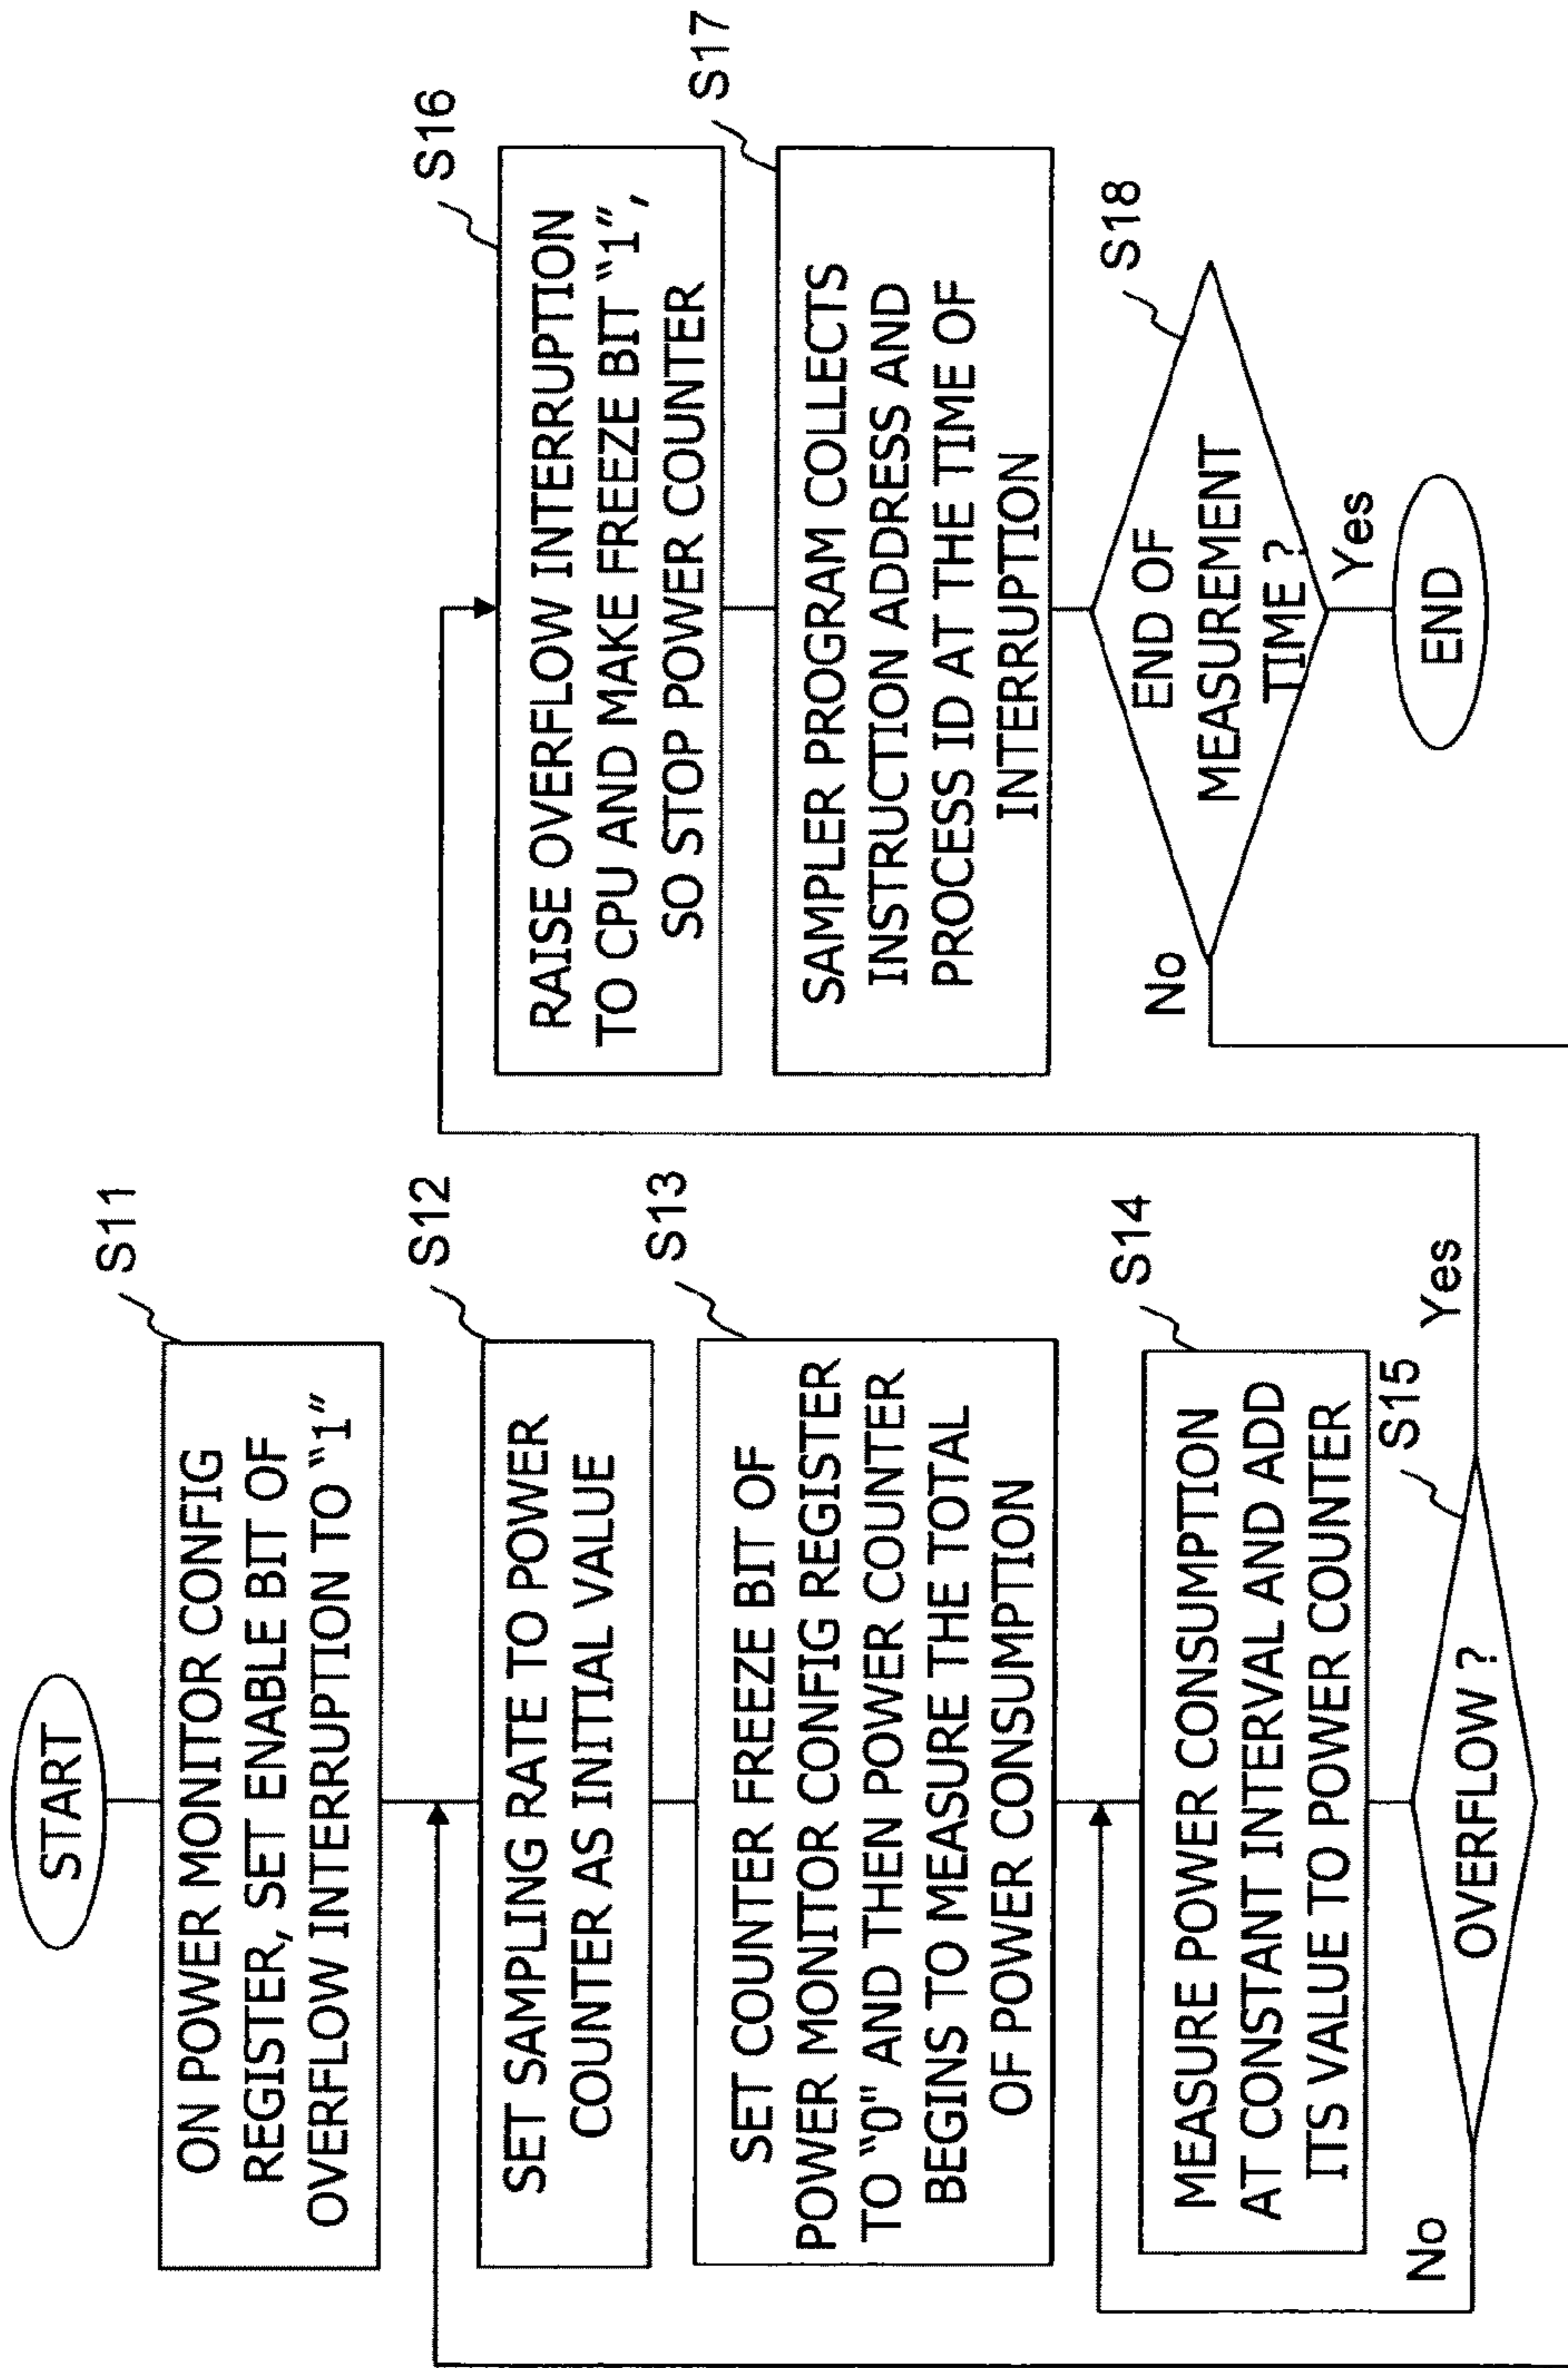 START
S11
ON POWER MONITOR CONFIG
REGISTER, SET ENABLE BIT OF
OVERFLOW INTERRUPTION TO “1”
S12
SET SAMPLING RATE TO POWER
COUNTER AS INITIAL VALUE
S13
SET COUNTER FREEZE BIT OF
POWER MONITOR CONFIG REGISTER
TO “0" AND THEN POWER COUNTER
BEGINS TO MEASURE THE TOTAL
OF POWER CONSUMPTION
S14
MEASURE POWER CONSUMPTION
AT CONSTANT INTERVAL AND ADD
ITS VALUE TO POWER COUNTER
S15
OVERFLOW ?
No
Yes
S16
RAISE OVERFLOW INTERRUPTION
TO CPU AND MAKE FREEZE BIT “1”,
SO STOP POWER COUNTER
S17
SAMPLER PROGRAM COLLECTS
INSTRUCTION ADDRESS AND
PROCESS ID AT THE TIME OF
INTERRUPTION
S18
END OF
MEASUREMENT
TIME ?
No
Yes
END